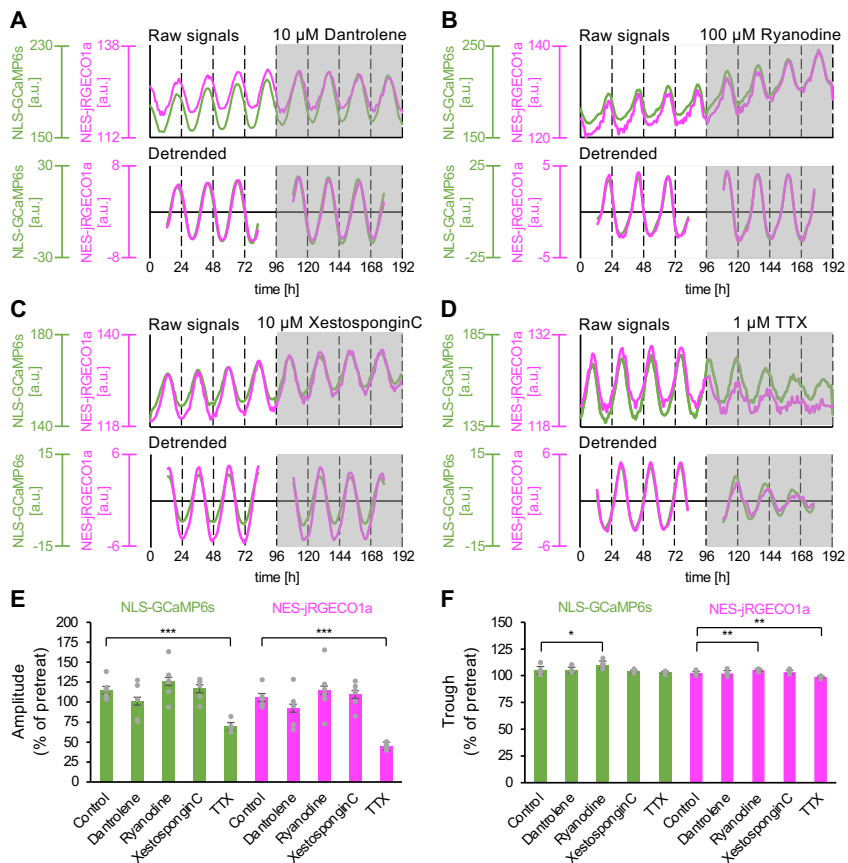 A
NLS-GCaMP6s
[a.u.]
230
150
NES-jRGECO1a
[a.u.]
138
112
Raw signals
10 µM Dantrolene
NLS-GCaMP6s
[a.u.]
30
-30
NES-jRGECO1a
[a.u.]
8
-8
Detrended
0 24 48 72 96 120 144 168 192
time [h]
B
NLS-GCaMP6s
[a.u.]
250
150
NES-jRGECO1a
[a.u.]
140
120
Raw signals
100 µM Ryanodine
NLS-GCaMP6s
[a.u.]
25
-25
NES-jRGECO1a
[a.u.]
5
-5
Detrended
0 24 48 72 96 120 144 168 192
time [h]
C
NLS-GCaMP6s
[a.u.]
180
140
NES-jRGECO1a
[a.u.]
140
118
Raw signals
10 µM XestosponginC
NLS-GCaMP6s
[a.u.]
15
-15
NES-jRGECO1a
[a.u.]
6
-6
Detrended
0 24 48 72 96 120 144 168 192
time [h]
D
NLS-GCaMP6s
[a.u.]
185
135
NES-jRGECO1a
[a.u.]
132
118
Raw signals
1 µM TTX
NLS-GCaMP6s
[a.u.]
15
-15
NES-jRGECO1a
[a.u.]
6
-6
Detrended
0 24 48 72 96 120 144 168 192
time [h]
E
NLS-GCaMP6s
NES-jRGECO1a
Amplitude
(% of pretreat)
200
175
150
125
100
75
50
25
0
***
***
Control
Dantrolene
Ryanodine
XestosponginC
TTX
Control
Dantrolene
Ryanodine
XestosponginC
TTX
F
NLS-GCaMP6s
NES-jRGECO1a
Trough
(% of pretreat)
150
125
100
75
50
25
0
*
**
**
Control
Dantrolene
Ryanodine
XestosponginC
TTX
Control
Dantrolene
Ryanodine
XestosponginC
TTX